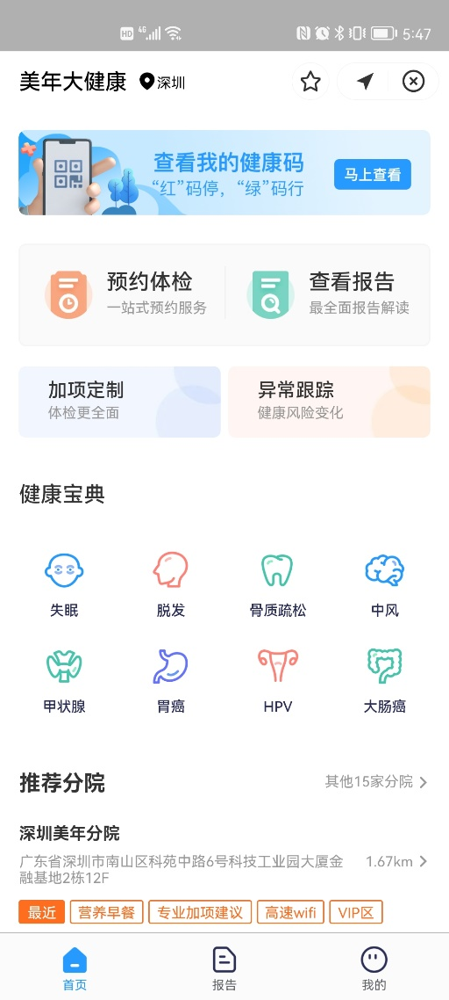 HD 4G 5:47
美年大健康 深圳
查看我的健康码
“红”码停，“绿”码行
马上查看
预约体检
一站式预约服务
查看报告
最全面报告解读
加项定制
体检更全面
异常跟踪
健康风险变化
健康宝典
失眠 脱发 骨质疏松 中风
甲状腺 胃癌 HPV 大肠癌
推荐分院 其他15家分院
深圳美年分院
广东省深圳市南山区科苑中路6号科技工业园大厦金 1.67km
融基地2栋12F
最近 营养早餐 专业加项建议 高速wifi VIP区
首页 报告 我的